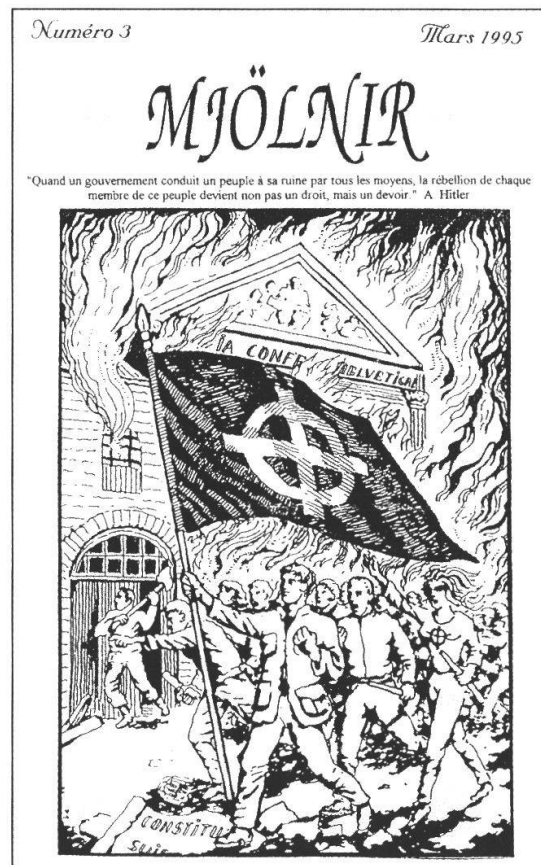 Numéro 3 Mars 1995
MJÖLNIR
"Quand un gouvernement conduit un peuple à sa ruine par tous les moyens, la rébellion de chaque
membre de ce peuple devient non pas un droit, mais un devoir." A Hitler
A CONFE HELVETICA
CONSTITU